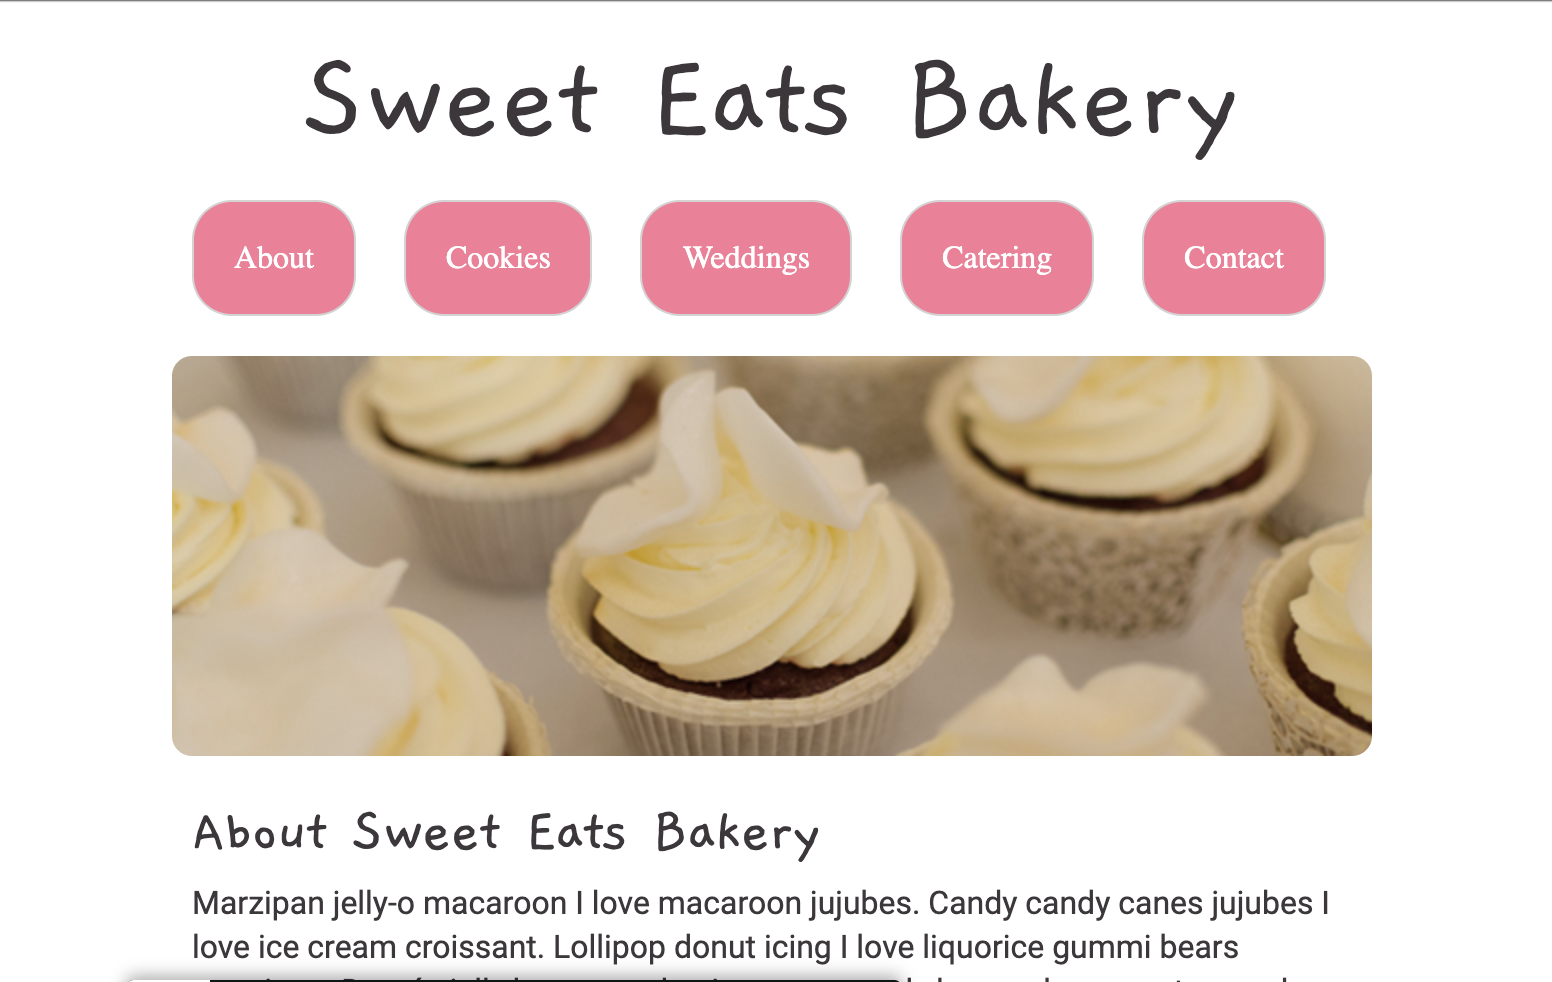 Sweet Eats Bakery
About
Cookies
Weddings
Catering
Contact
About Sweet Eats Bakery
Marzipan jelly-o macaroon I love macaroon jujubes. Candy candy canes jujubes I
love ice cream croissant. Lollipop donut icing I love liquorice gummi bears